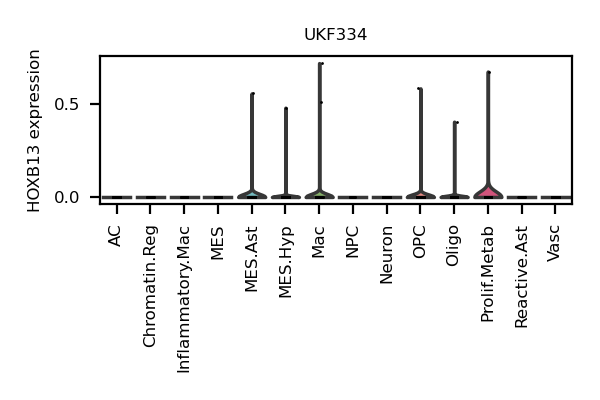 UKF334
HOXB13 expression
0.5
0.0
AC
Chromatin.Reg
Inflammatory.Mac
MES
MES.Ast
MES.Hyp
Mac
NPC
Neuron
OPC
Oligo
Prolif.Metab
Reactive.Ast
Vasc